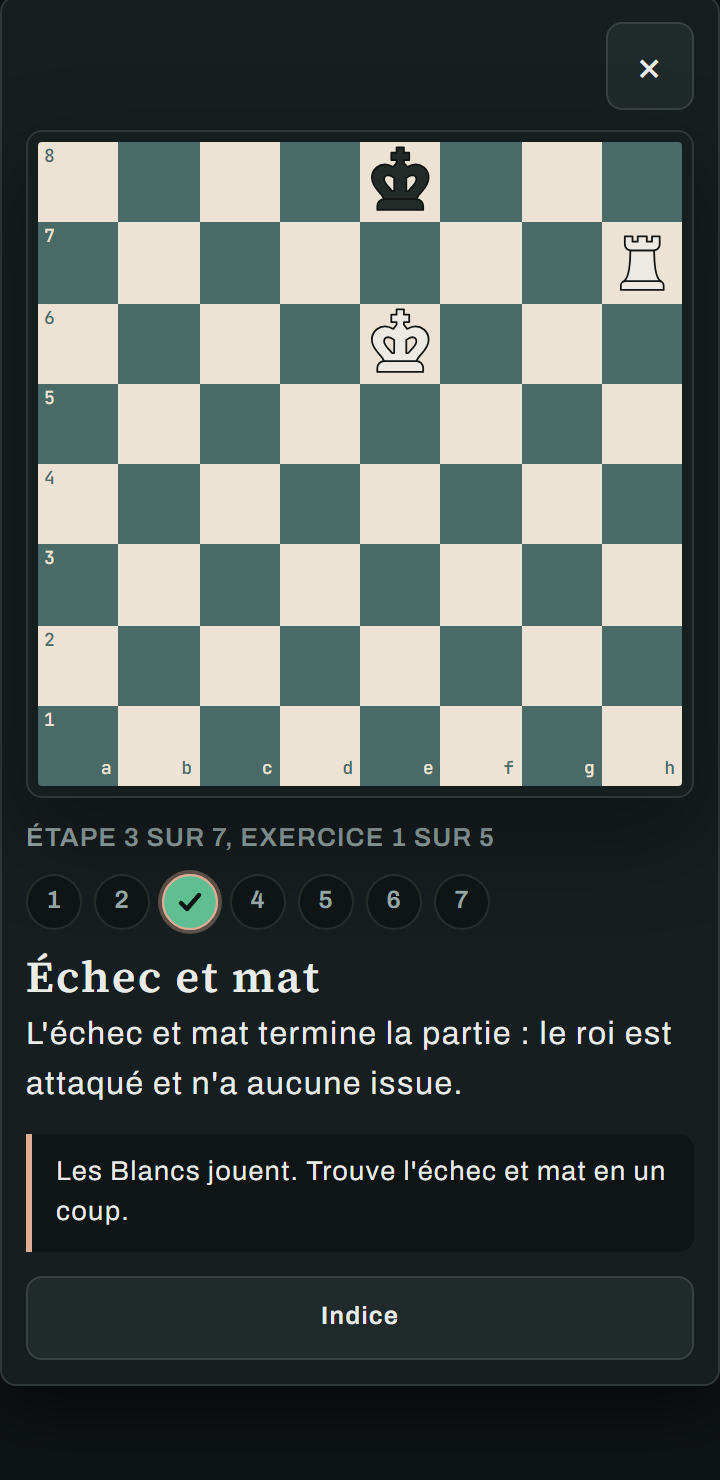 ×
8
7
6
5
4
3
2
1
a b c d e f g h
ÉTAPE 3 SUR 7, EXERCICE 1 SUR 5
1 2 4 5 6 7
Échec et mat
L'échec et mat termine la partie : le roi est
attaqué et n'a aucune issue.
Les Blancs jouent. Trouve l'échec et mat en un
coup.
Indice